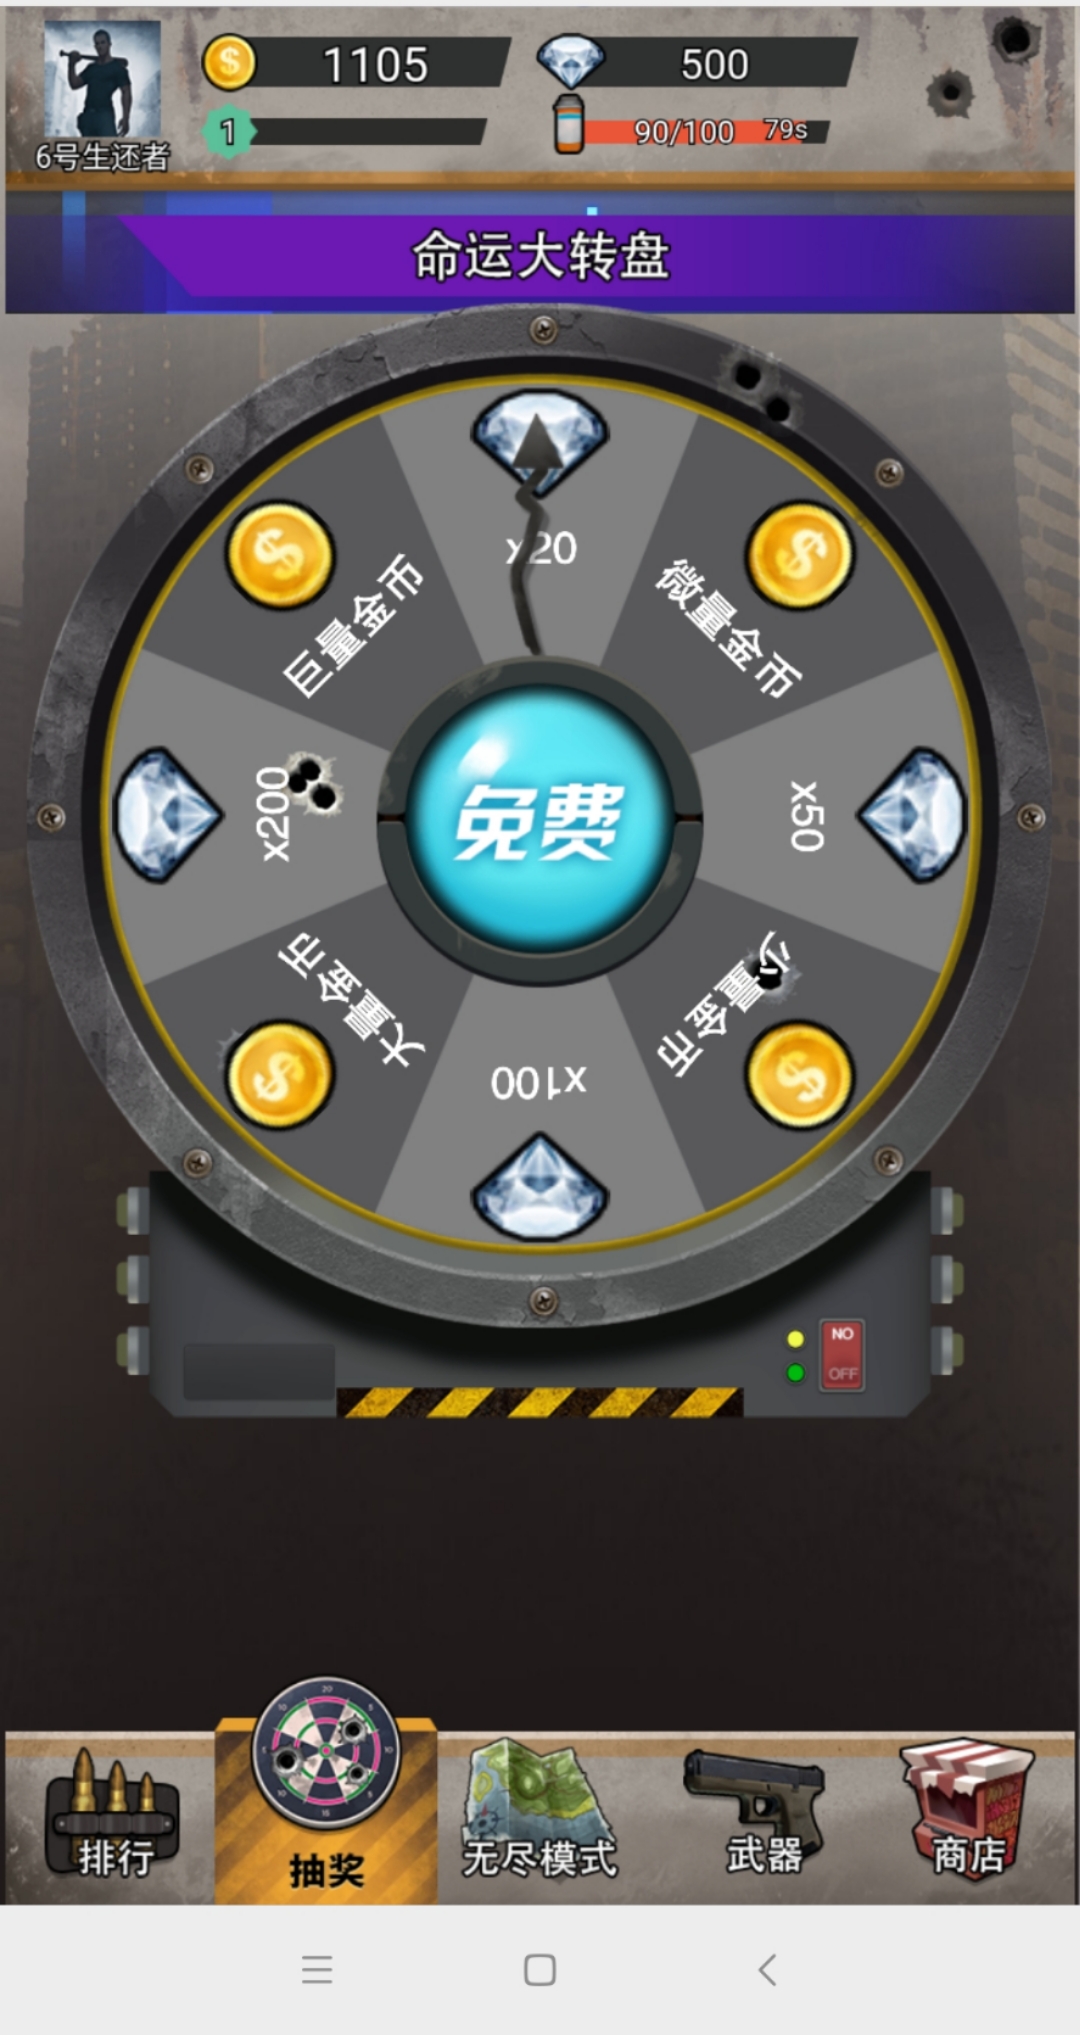 1105
500
1
90/100 79s
6号生还者
命运大转盘
x20
巨量金币
微量金币
x200
免费
x50
大量金币
少量金币
x100
NO
OFF
排行
抽奖
无尽模式
武器
商店